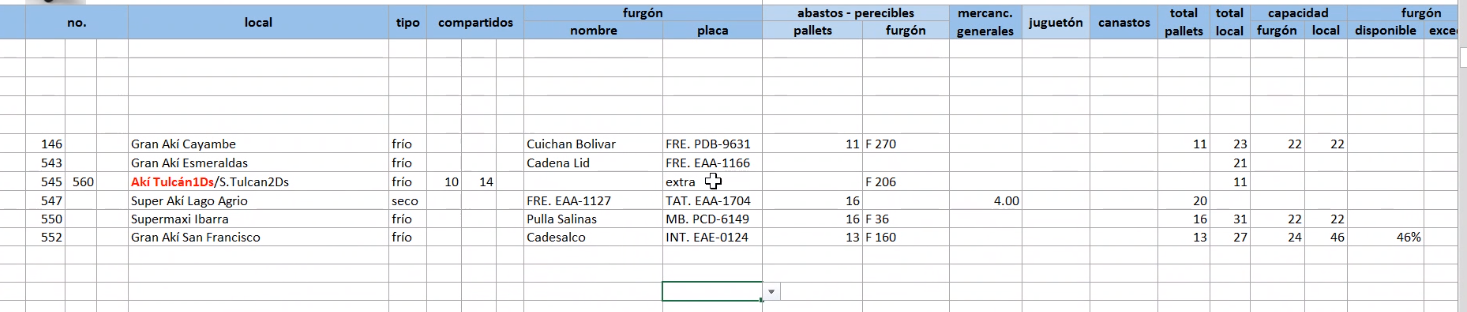 no. local tipo compartidos furgón abastos - perecibles mercanc. generales juguetón canastos total pallets total local capacidad furgón
nombre placa pallets furgón furgón local disponible exce
146 Gran Akí Cayambe frío Cuichan Bolivar FRE. PDB-9631 11 F 270 11 23 22 22
543 Gran Akí Esmeraldas frío Cadena Lid FRE. EAA-1166 21
545 560 Akí Tulcán1Ds/S.Tulcan2Ds frío 10 14 extra F 206 11
547 Super Akí Lago Agrio seco FRE. EAA-1127 TAT. EAA-1704 16 4.00 20
550 Supermaxi Ibarra frío Pulla Salinas MB. PCD-6149 16 F 36 16 31 22 22
552 Gran Akí San Francisco frío Cadesalco INT. EAE-0124 13 F 160 13 27 24 46 46%